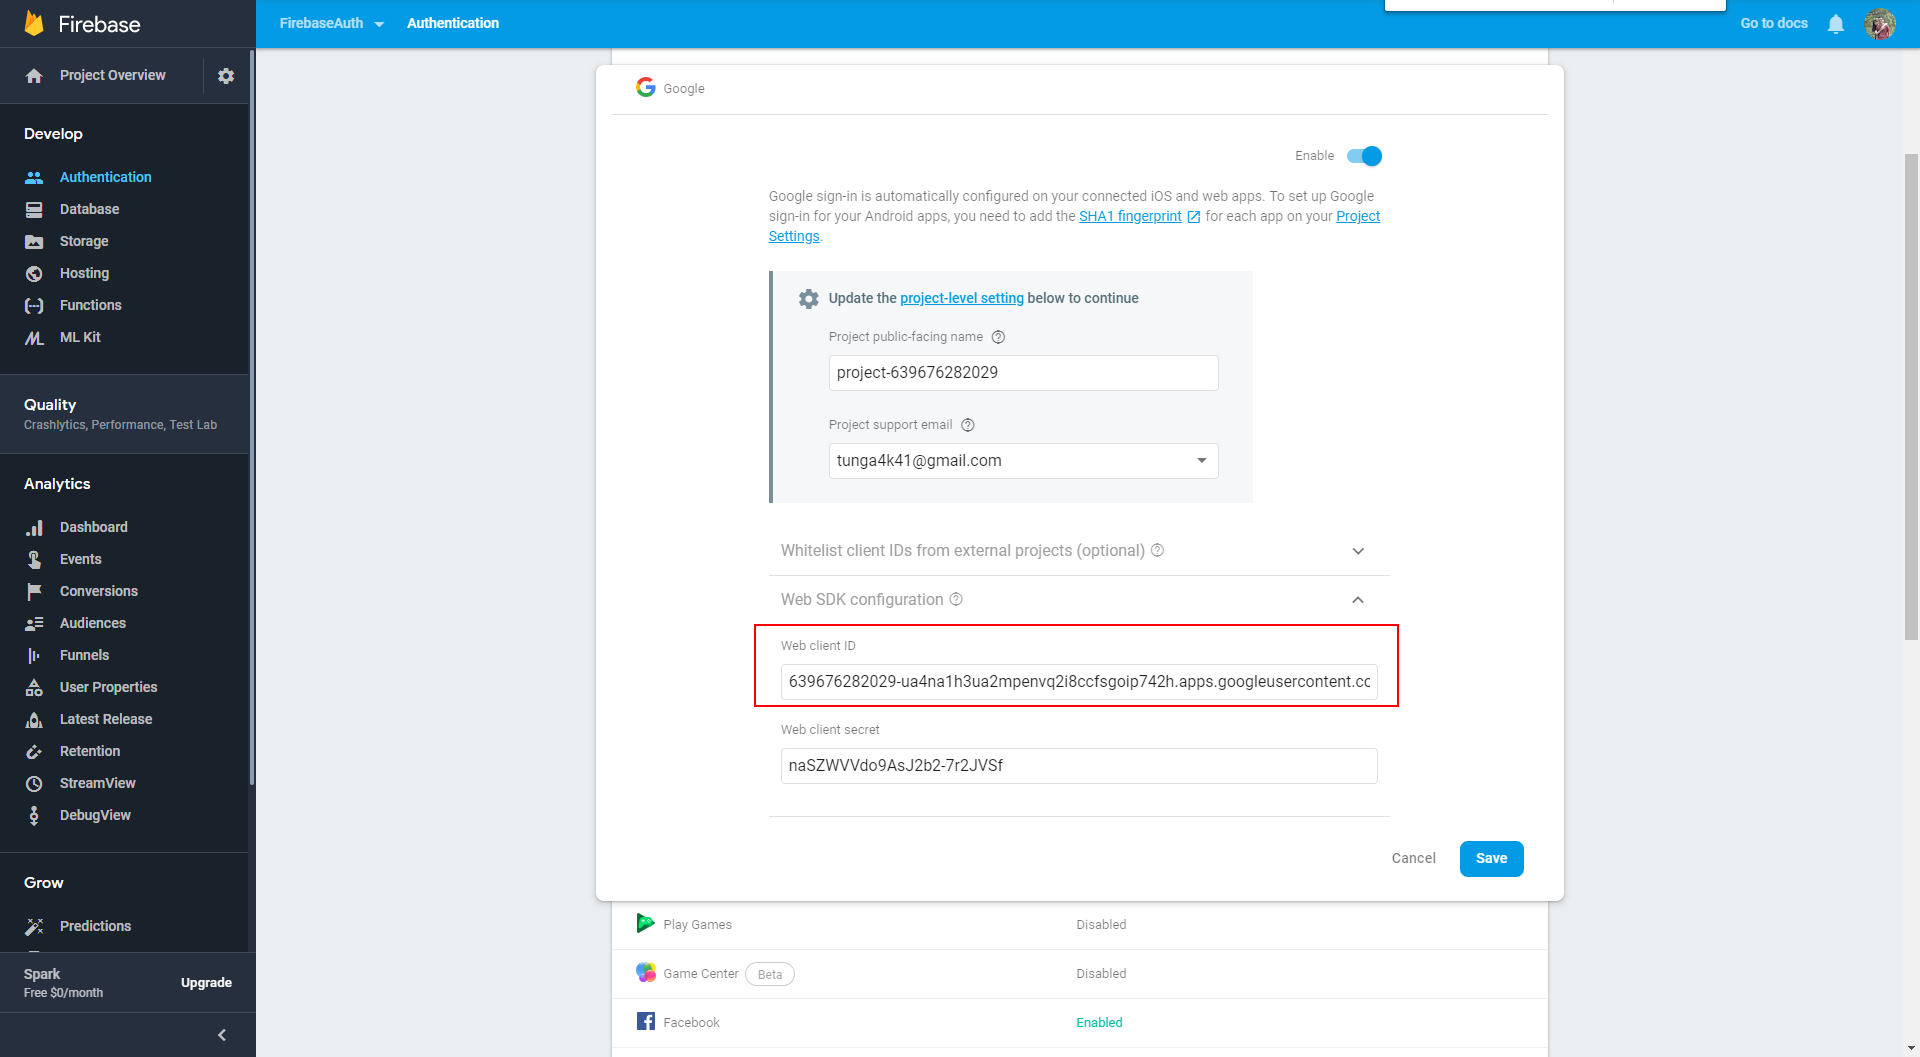 Firebase
FirebaseAuth
Authentication
Go to docs
Project Overview
Develop
Authentication
Database
Storage
Hosting
Functions
ML Kit
Quality
Crashlytics, Performance, Test Lab
Analytics
Dashboard
Events
Conversions
Audiences
Funnels
User Properties
Latest Release
Retention
StreamView
DebugView
Grow
Predictions
Spark
Free $0/month
Upgrade
Google
Enable
Google sign-in is automatically configured on your connected iOS and web apps. To set up Google
sign-in for your Android apps, you need to add the SHA1 fingerprint for each app on your Project
Settings.
Update the project-level setting below to continue
Project public-facing name
project-639676282029
Project support email
tunga4k41@gmail.com
Whitelist client IDs from external projects (optional)
Web SDK configuration
Web client ID
639676282029-ua4na1h3ua2mpenvq2i8ccfsgoip742h.apps.googleusercontent.cc
Web client secret
naSZWVVdo9AsJ2b2-7r2JVSf
Cancel
Save
Play Games
Disabled
Game Center
Beta
Disabled
Facebook
Enabled